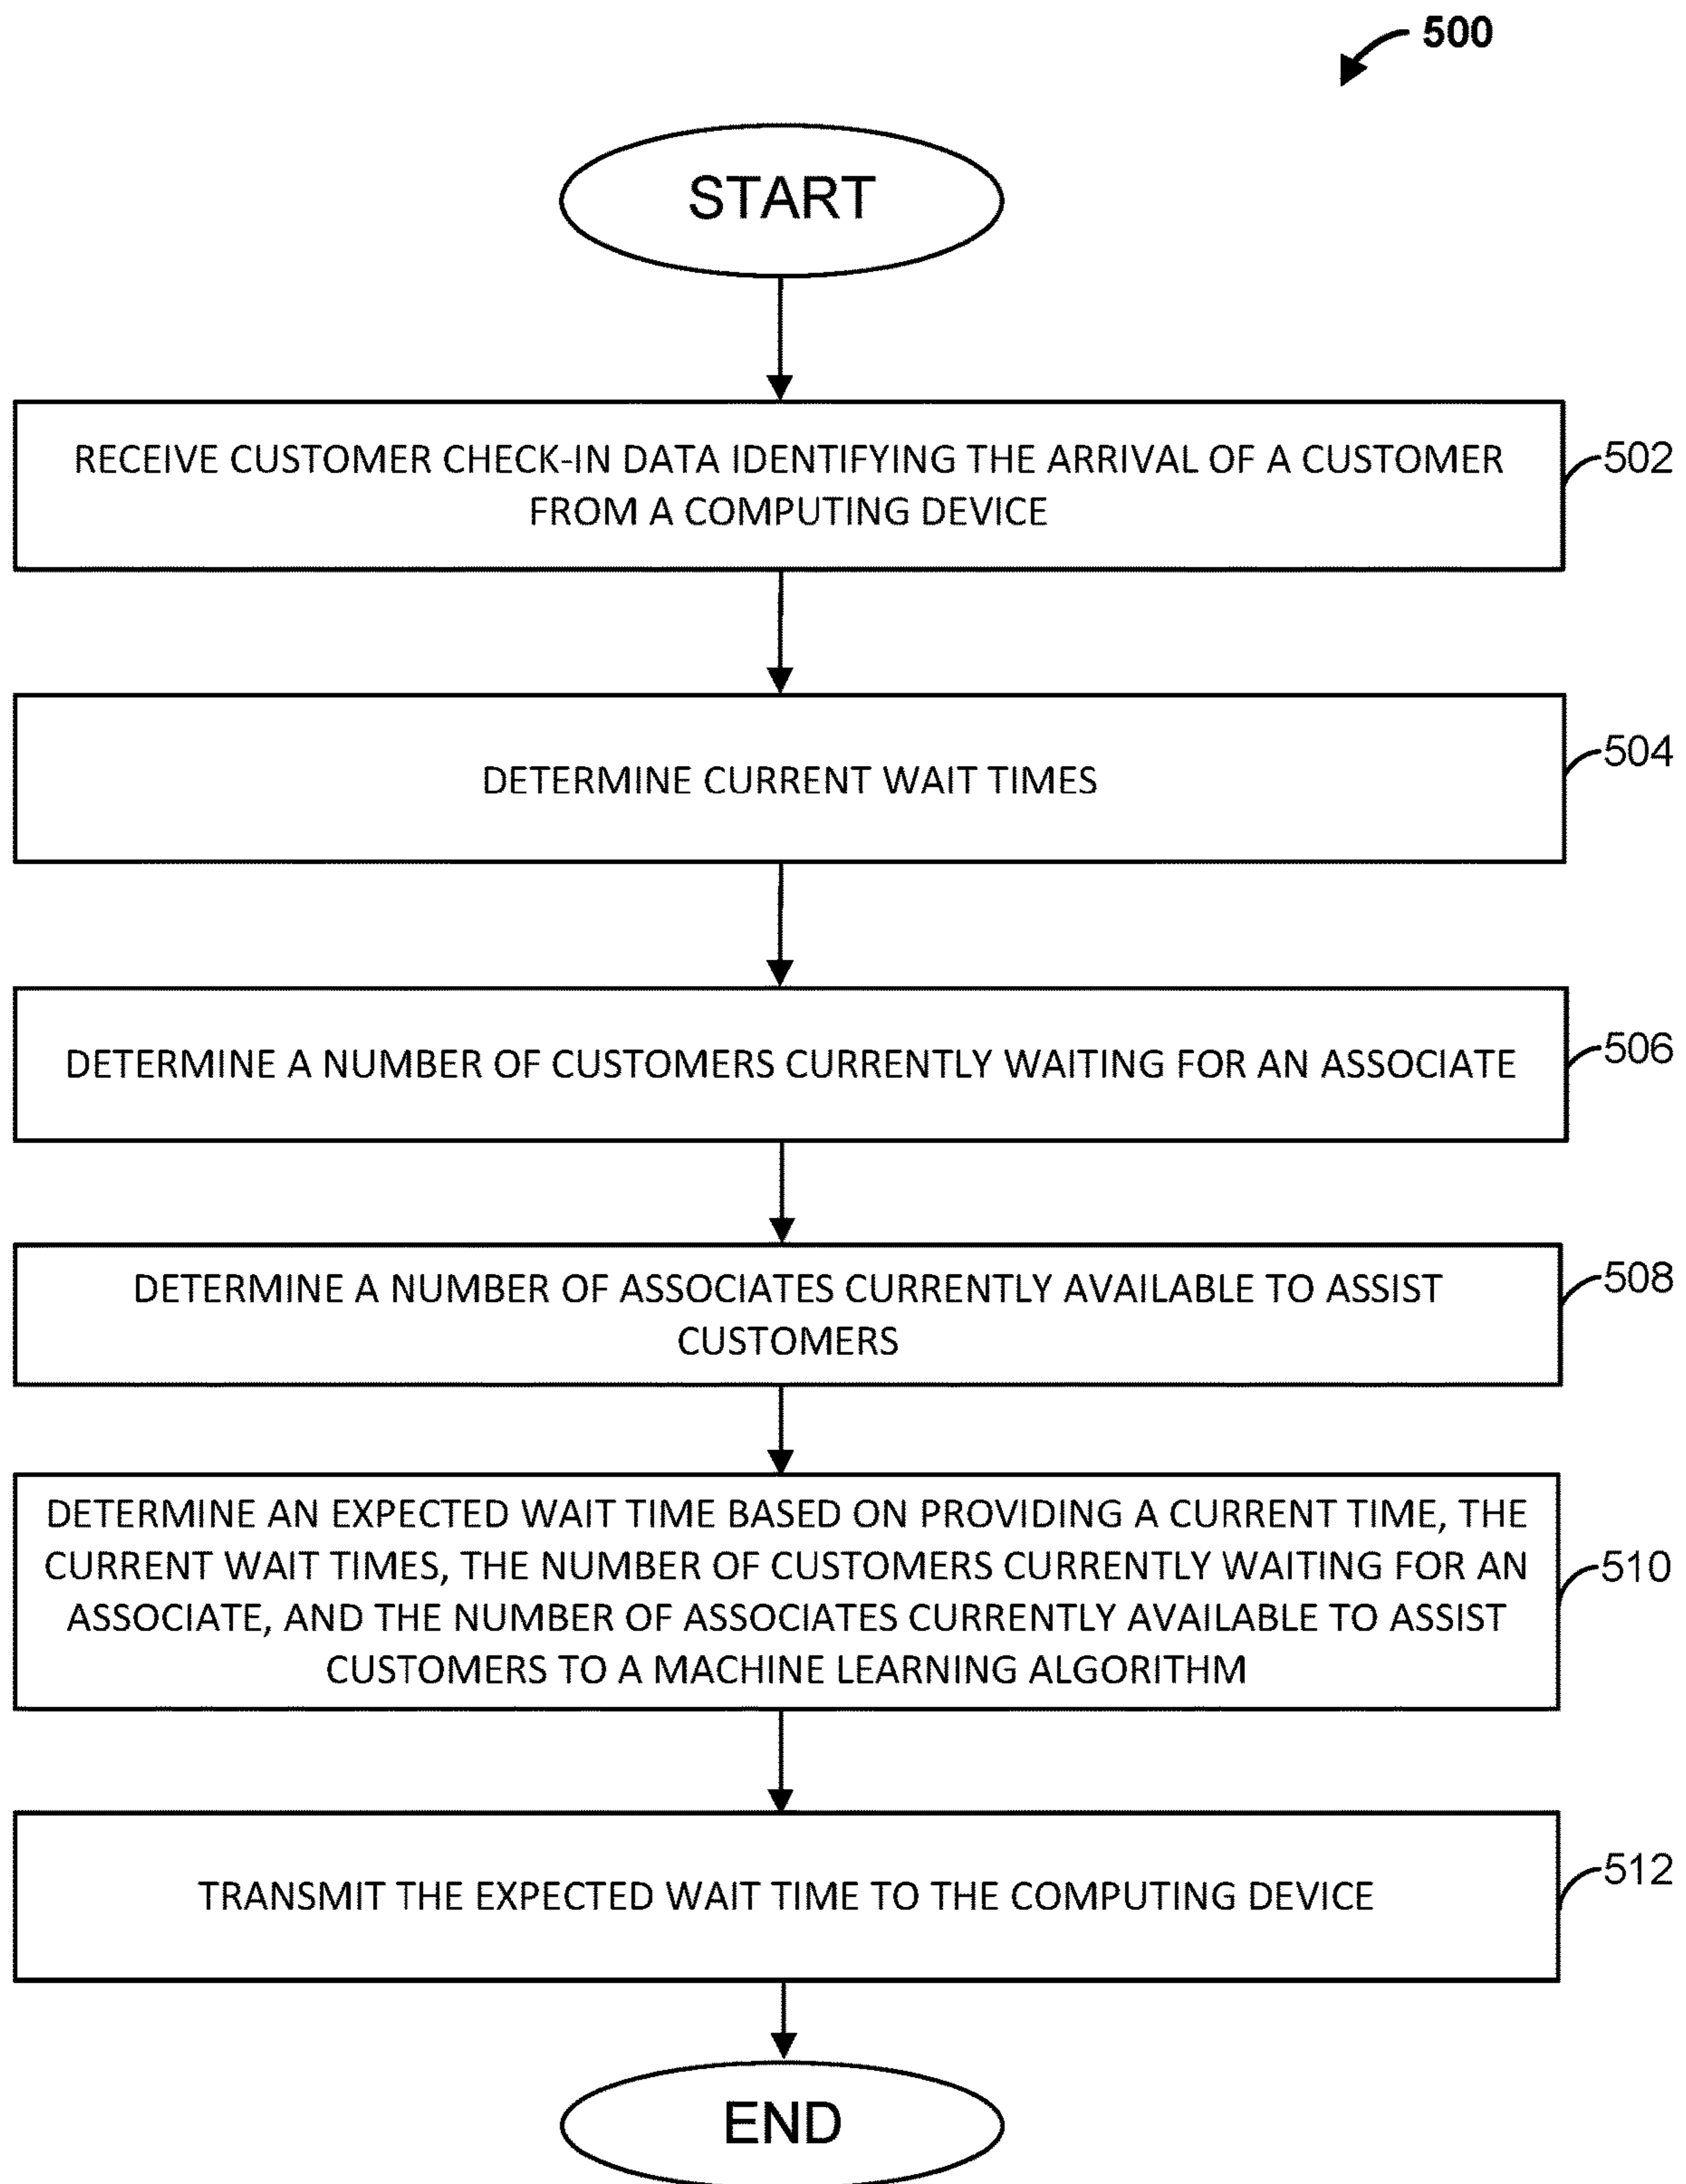 500
START
RECEIVE CUSTOMER CHECK-IN DATA IDENTIFYING THE ARRIVAL OF A CUSTOMER
FROM A COMPUTING DEVICE
502
DETERMINE CURRENT WAIT TIMES
504
DETERMINE A NUMBER OF CUSTOMERS CURRENTLY WAITING FOR AN ASSOCIATE
506
DETERMINE A NUMBER OF ASSOCIATES CURRENTLY AVAILABLE TO ASSIST
CUSTOMERS
508
DETERMINE AN EXPECTED WAIT TIME BASED ON PROVIDING A CURRENT TIME, THE
CURRENT WAIT TIMES, THE NUMBER OF CUSTOMERS CURRENTLY WAITING FOR AN
ASSOCIATE, AND THE NUMBER OF ASSOCIATES CURRENTLY AVAILABLE TO ASSIST
CUSTOMERS TO A MACHINE LEARNING ALGORITHM
510
TRANSMIT THE EXPECTED WAIT TIME TO THE COMPUTING DEVICE
512
END